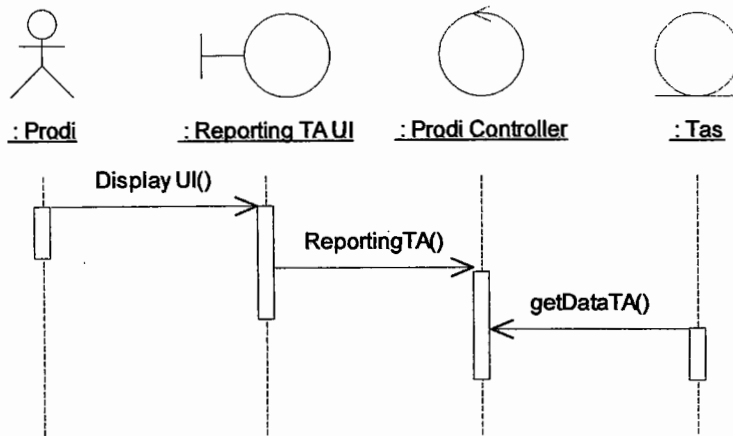 : Prodi
: Reporting TA UI
: Prodi Controller
: Tas
Display UI()
ReportingTA()
getDataTA()